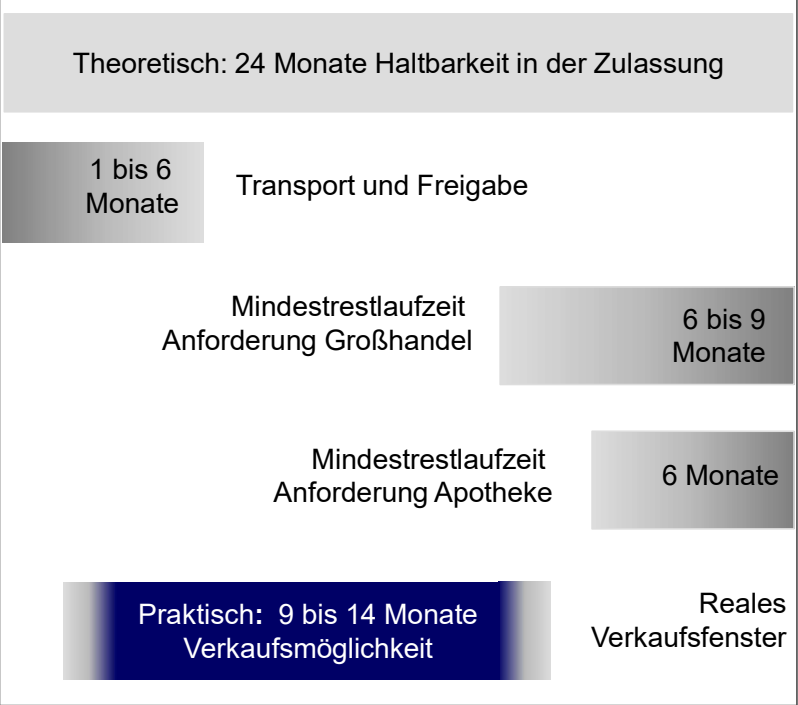 Theoretisch: 24 Monate Haltbarkeit in der Zulassung
1 bis 6
Monate
Transport und Freigabe
Mindestrestlaufzeit
Anforderung Großhandel
6 bis 9
Monate
Mindestrestlaufzeit
Anforderung Apotheke
6 Monate
Praktisch: 9 bis 14 Monate
Verkaufsmöglichkeit
Reales
Verkaufsfenster